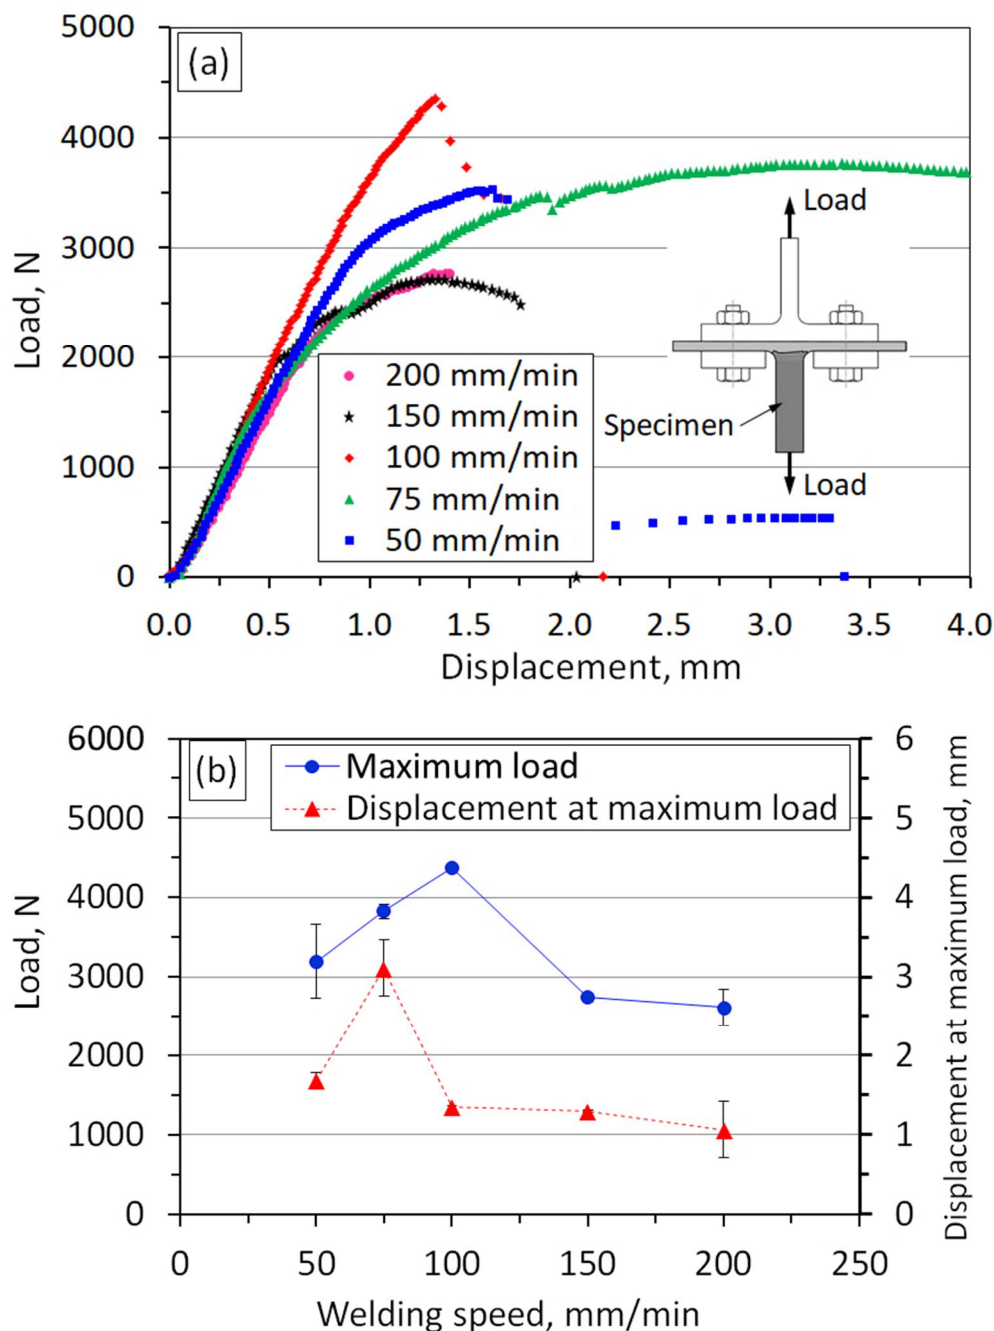 (a)
5000
4000
3000
2000
1000
0
Load, N
0.0 0.5 1.0 1.5 2.0 2.5 3.0 3.5 4.0
Displacement, mm
200 mm/min
150 mm/min
100 mm/min
75 mm/min
50 mm/min
Load
Specimen
Load
(b)
Maximum load
Displacement at maximum load
6000
5000
4000
3000
2000
1000
0
Load, N
6
5
4
3
2
1
0
Displacement at maximum load, mm
0 50 100 150 200 250
Welding speed, mm/min